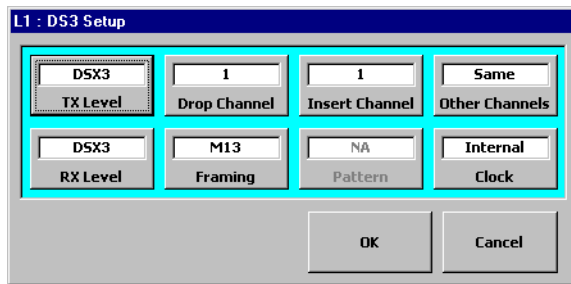 L1 : DS3 Setup
DSX3 1 1 Same
TX Level Drop Channel Insert Channel Other Channels
DSX3 M13 NA Internal
RX Level Framing Pattern Clock
OK Cancel